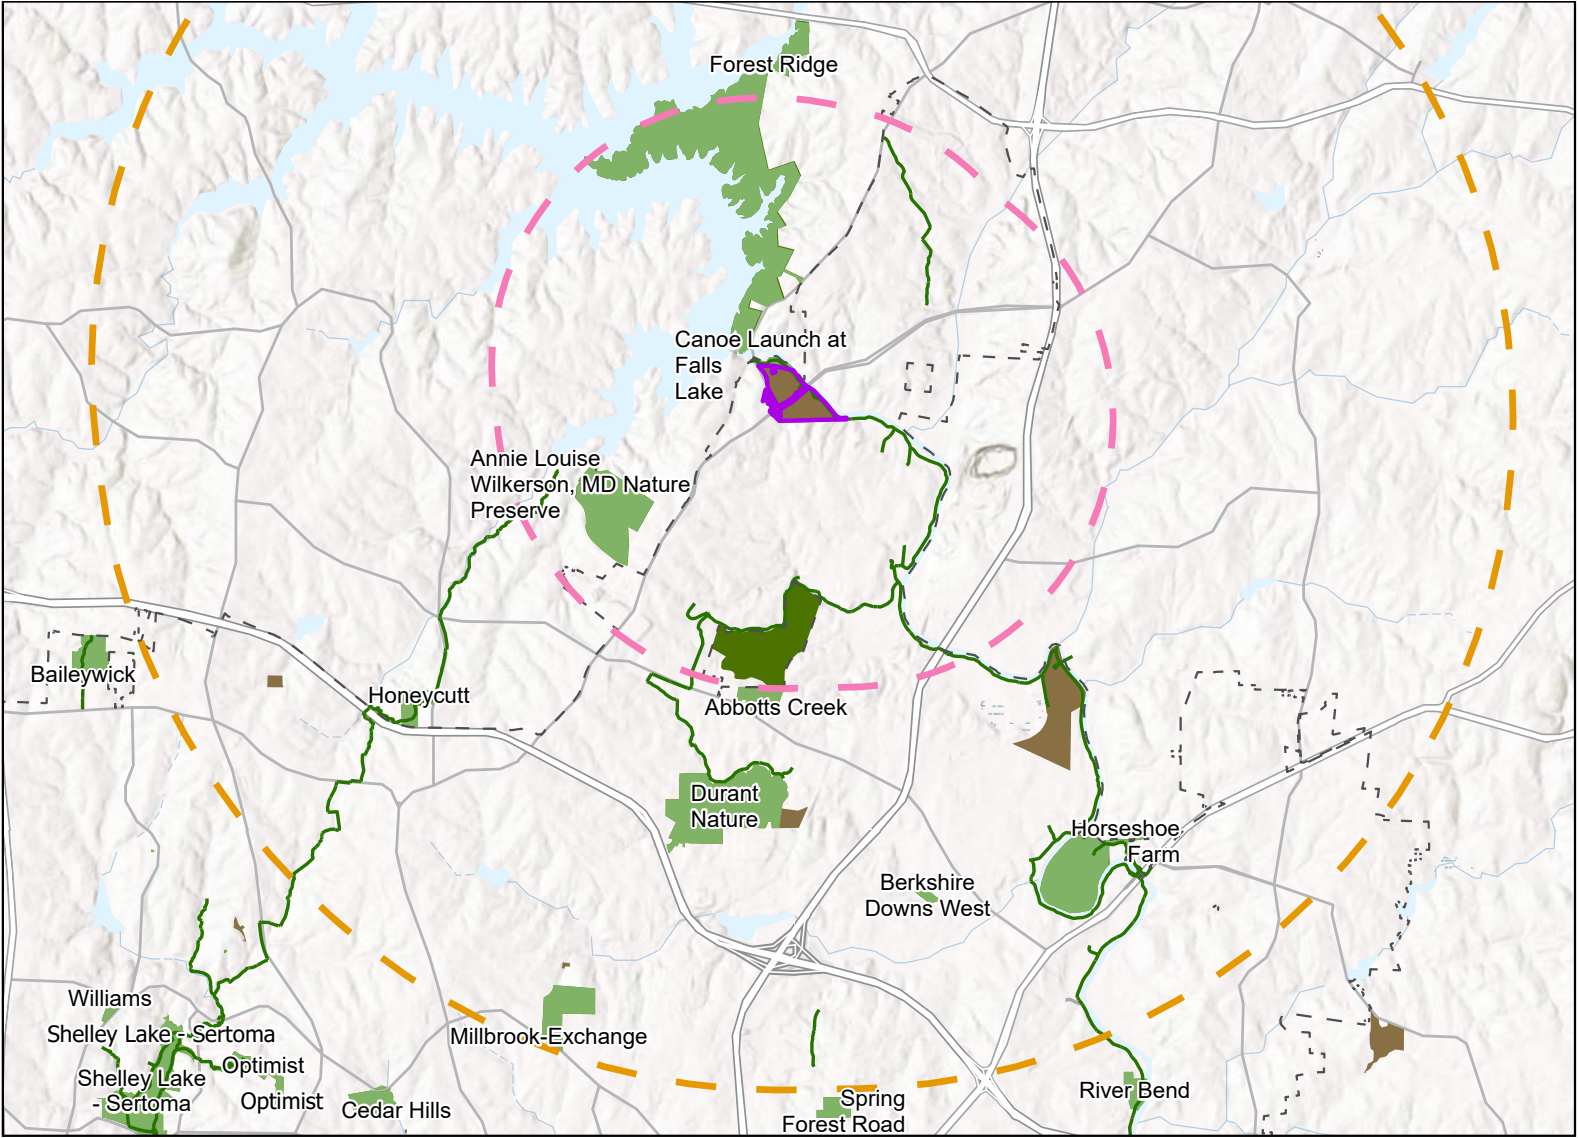 Forest Ridge
Canoe Launch at
Falls
Lake
Annie Louise
Wilkerson, MD Nature
Preserve
Baileywick
Honeycutt
Abbotts Creek
Durant
Nature
Horseshoe
Farm
Berkshire
Downs West
Williams
Shelley Lake - Sertoma
Millbrook-Exchange
Optimist
Shelley Lake
- Sertoma
Optimist
Cedar Hills
River Bend
Spring
Forest Road